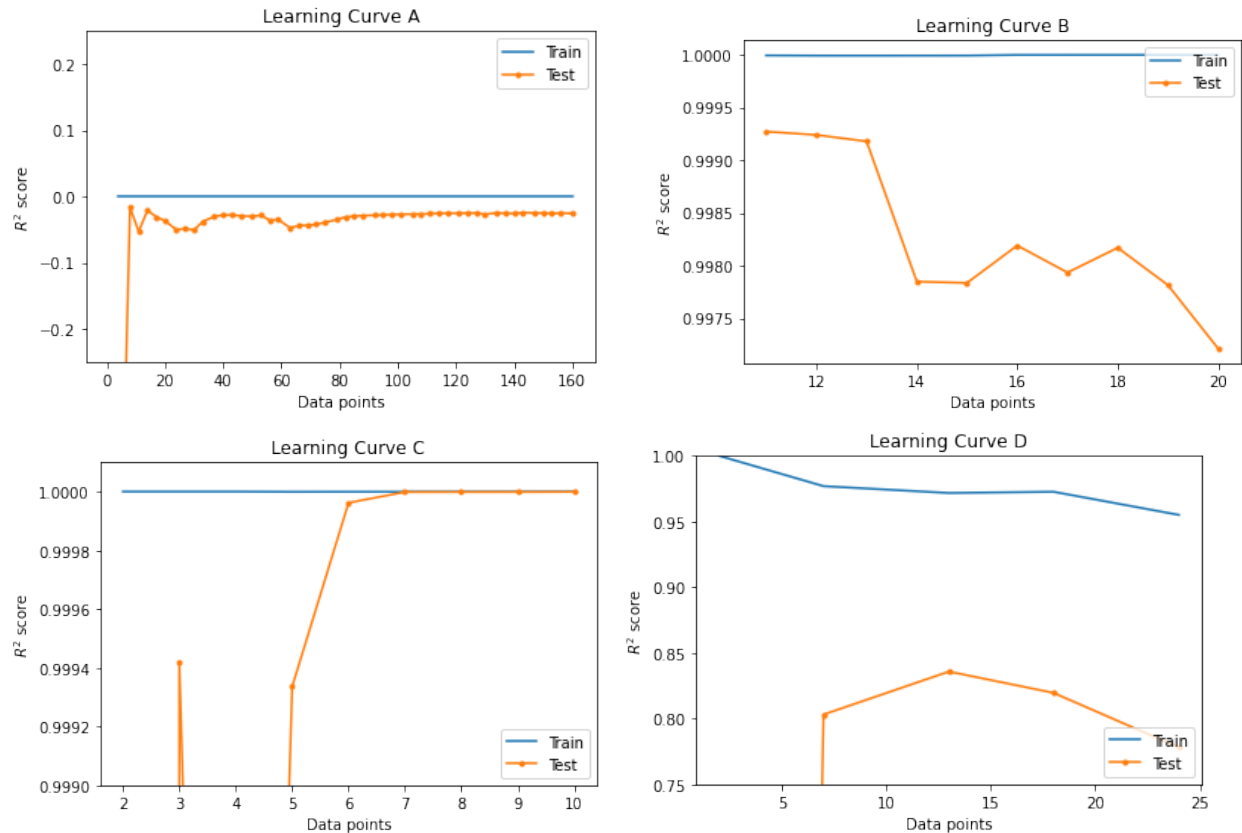 Learning Curve A
Train
Test
0.2
0.1
0.0
−0.1
−0.2
R² score
0 20 40 60 80 100 120 140 160
Data points
Learning Curve B
Train
Test
1.0000
0.9995
0.9990
0.9985
0.9980
0.9975
R² score
12 14 16 18 20
Data points
Learning Curve C
1.0000
0.9998
0.9996
0.9994
0.9992
0.9990
R² score
Train
Test
2 3 4 5 6 7 8 9 10
Data points
Learning Curve D
1.00
0.95
0.90
0.85
0.80
0.75
R² score
Train
Test
5 10 15 20 25
Data points